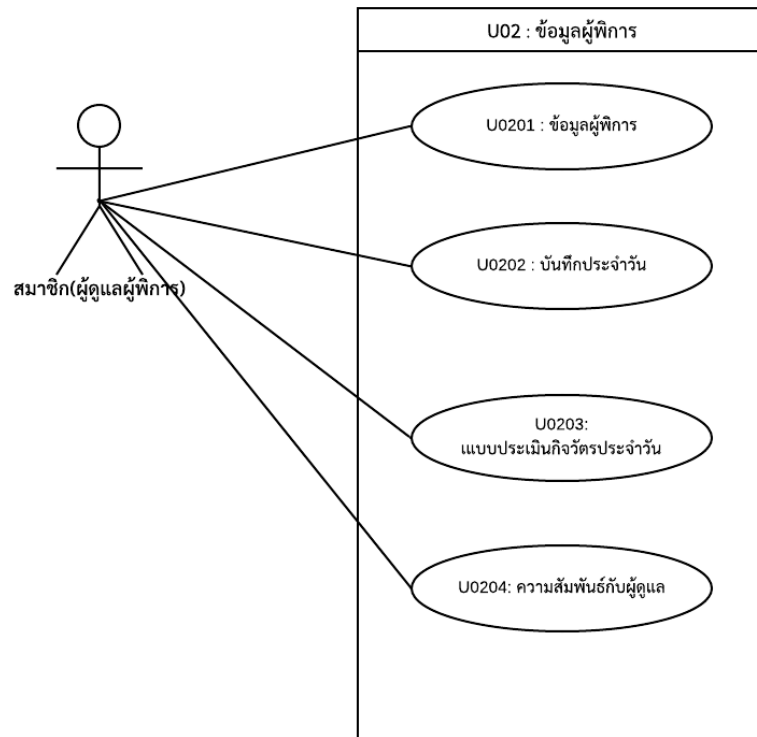 U02 : ข้อมูลผู้พิการ
U0201 : ข้อมูลผู้พิการ
U0202 : บันทึกประจำวัน
สมาชิก(ผู้ดูแลผู้พิการ)
U0203:
แบบประเมินกิจวัตรประจำวัน
U0204: ความสัมพันธ์กับผู้ดูแล